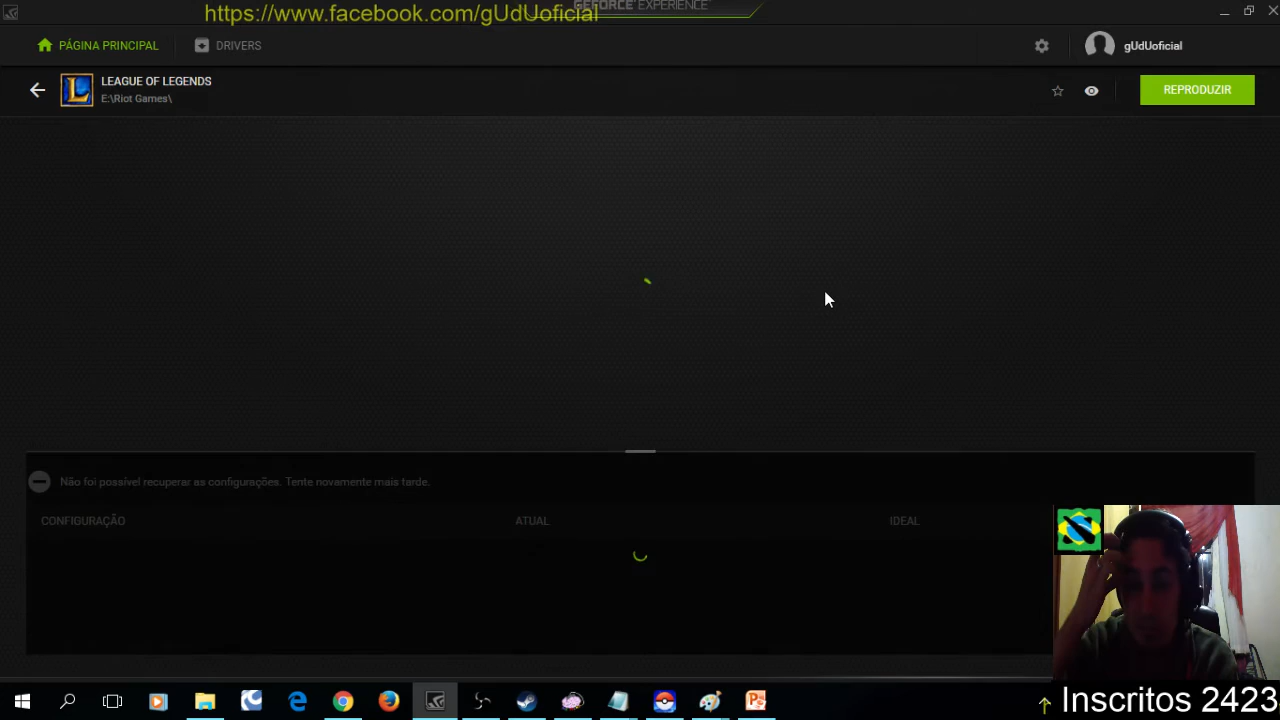 https://www.facebook.com/gUdUoficial
GEFORCE EXPERIENCE
PÁGINA PRINCIPAL
DRIVERS
gUdUoficial
LEAGUE OF LEGENDS
E:\Riot Games\
REPRODUZIR
Não foi possível recuperar as configurações. Tente novamente mais tarde.
CONFIGURAÇÃO
ATUAL
IDEAL
Inscritos 2423